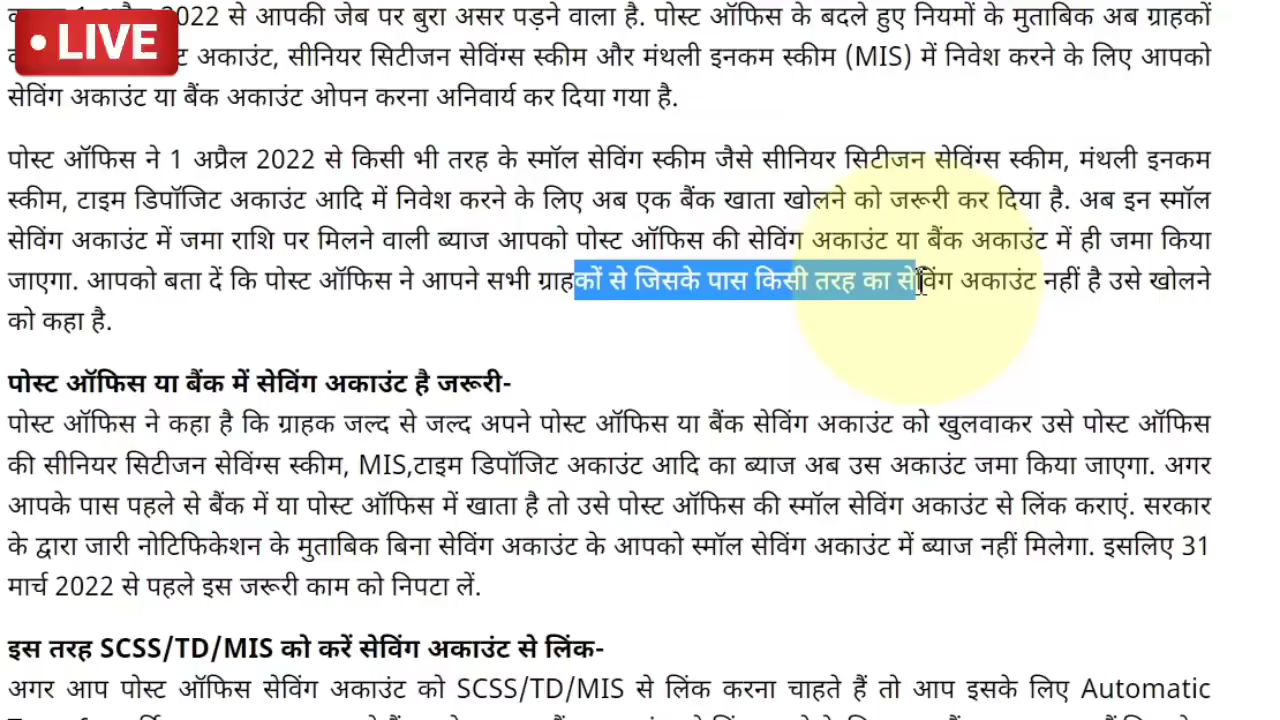 1 अप्रैल 2022 से आपकी जेब पर बुरा असर पड़ने वाला है. पोस्ट ऑफिस के बदले हुए नियमों के मुताबिक अब ग्राहकों
LIVE
अकाउंट, सीनियर सिटीजन सेविंग्स स्कीम और मंथली इनकम स्कीम (MIS) में निवेश करने के लिए आपको
सेविंग अकाउंट या बैंक अकाउंट ओपन करना अनिवार्य कर दिया गया है.
पोस्ट ऑफिस ने 1 अप्रैल 2022 से किसी भी तरह के स्मॉल सेविंग स्कीम जैसे सीनियर सिटीजन सेविंग्स स्कीम, मंथली इनकम
स्कीम, टाइम डिपॉजिट अकाउंट आदि में निवेश करने के लिए अब एक बैंक खाता खोलने को जरूरी कर दिया है. अब इन स्मॉल
सेविंग अकाउंट में जमा राशि पर मिलने वाली ब्याज आपको पोस्ट ऑफिस की सेविंग अकाउंट या बैंक अकाउंट में ही जमा किया
जाएगा. आपको बता दें कि पोस्ट ऑफिस ने आपने सभी ग्राहकों से जिसके पास किसी तरह का सेविंग अकाउंट नहीं है उसे खोलने
को कहा है.
पोस्ट ऑफिस या बैंक में सेविंग अकाउंट है जरूरी-
पोस्ट ऑफिस ने कहा है कि ग्राहक जल्द से जल्द अपने पोस्ट ऑफिस या बैंक सेविंग अकाउंट को खुलवाकर उसे पोस्ट ऑफिस
की सीनियर सिटीजन सेविंग्स स्कीम, MIS,टाइम डिपॉजिट अकाउंट आदि का ब्याज अब उस अकाउंट जमा किया जाएगा. अगर
आपके पास पहले से बैंक में या पोस्ट ऑफिस में खाता है तो उसे पोस्ट ऑफिस की स्मॉल सेविंग अकाउंट से लिंक कराएं. सरकार
के द्वारा जारी नोटिफिकेशन के मुताबिक बिना सेविंग अकाउंट के आपको स्मॉल सेविंग अकाउंट में ब्याज नहीं मिलेगा. इसलिए 31
मार्च 2022 से पहले इस जरूरी काम को निपटा लें.
इस तरह SCSS/TD/MIS को करें सेविंग अकाउंट से लिंक-
अगर आप पोस्ट ऑफिस सेविंग अकाउंट को SCSS/TD/MIS से लिंक करना चाहते हैं तो आप इसके लिए Automatic